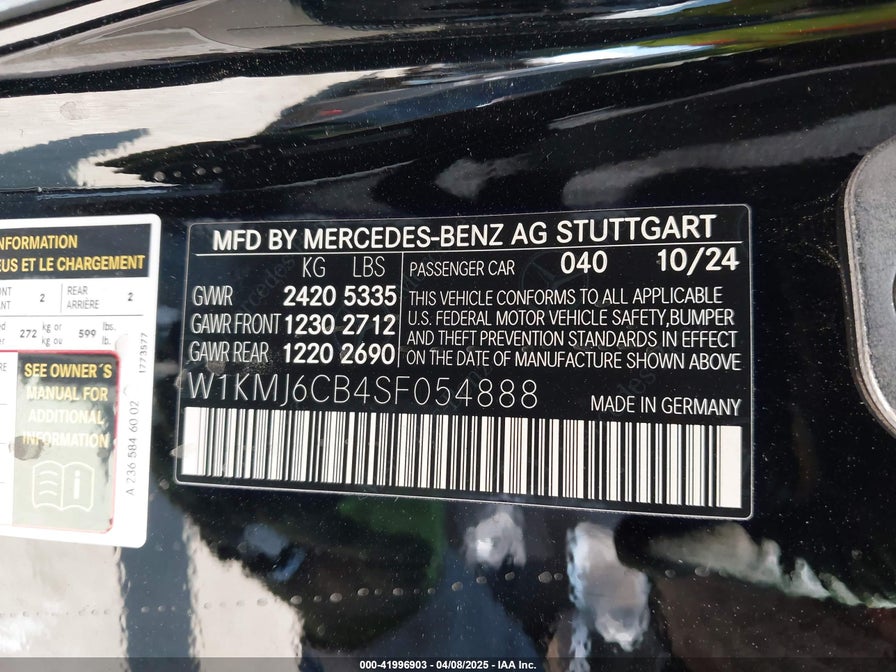 NFORMATION
EUS ET LE CHARGEMENT
2
REAR
ARRIÈRE
2
272 kg or
kg ou
599 lbs.
lb.
SEE OWNER´S
MANUAL FOR
ADDITIONAL
INFORMATION
A 236 584 60 02
1773577
MFD BY MERCEDES-BENZ AG STUTTGART
KG LBS
GVWR 2420 5335
GAWR FRONT 1230 2712
GAWR REAR 1220 2690
PASSENGER CAR 040 10/24
THIS VEHICLE CONFORMS TO ALL APPLICABLE
U.S. FEDERAL MOTOR VEHICLE SAFETY,BUMPER
AND THEFT PREVENTION STANDARDS IN EFFECT
ON THE DATE OF MANUFACTURE SHOWN ABOVE
W1KMJ6CB4SF054888
MADE IN GERMANY
000-41996903 - 04/08/2025 - IAA Inc.